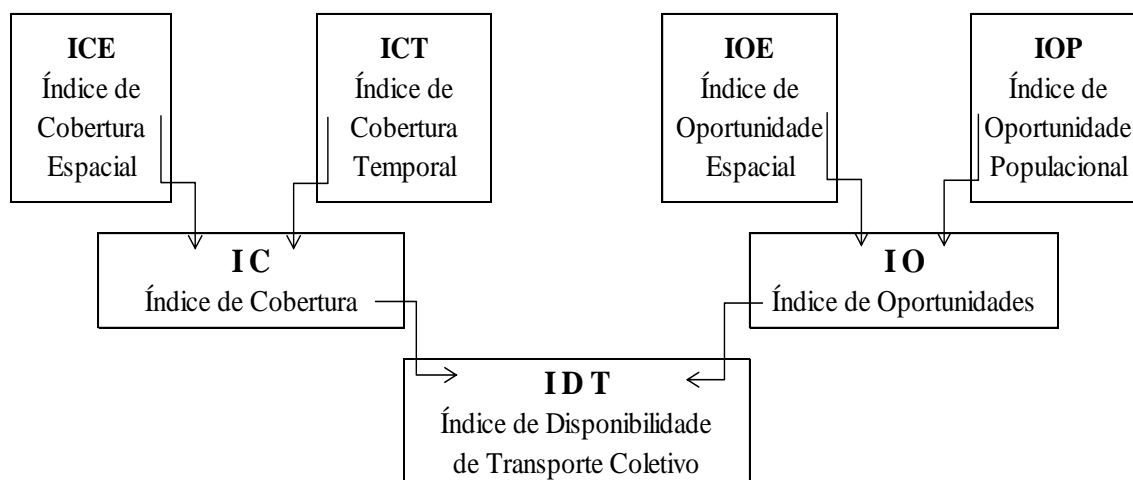 ICE
Índice de
Cobertura
Espacial
ICT
Índice de
Cobertura
Temporal
IOE
Índice de
Oportunidade
Espacial
IOP
Índice de
Oportunidade
Populacional
I C
Índice de Cobertura
I O
Índice de Oportunidades
I D T
Índice de Disponibilidade
de Transporte Coletivo